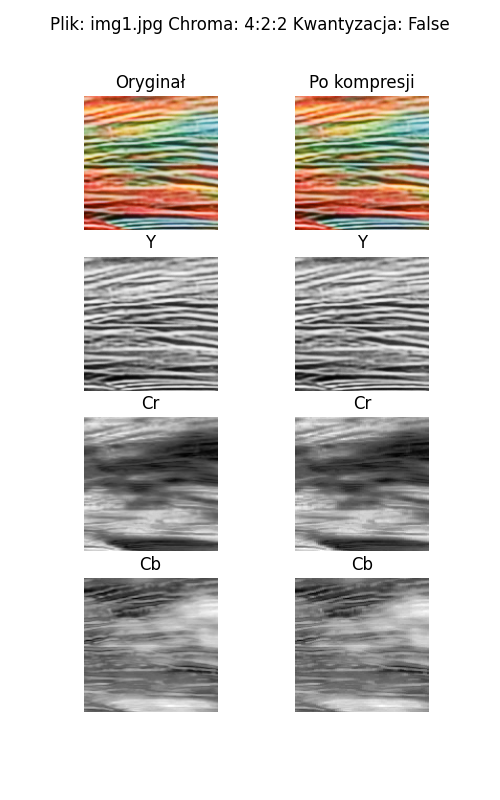 Plik: img1.jpg Chroma: 4:2:2 Kwantyzacja: False
Oryginał Po kompresji
Y Y
Cr Cr
Cb Cb